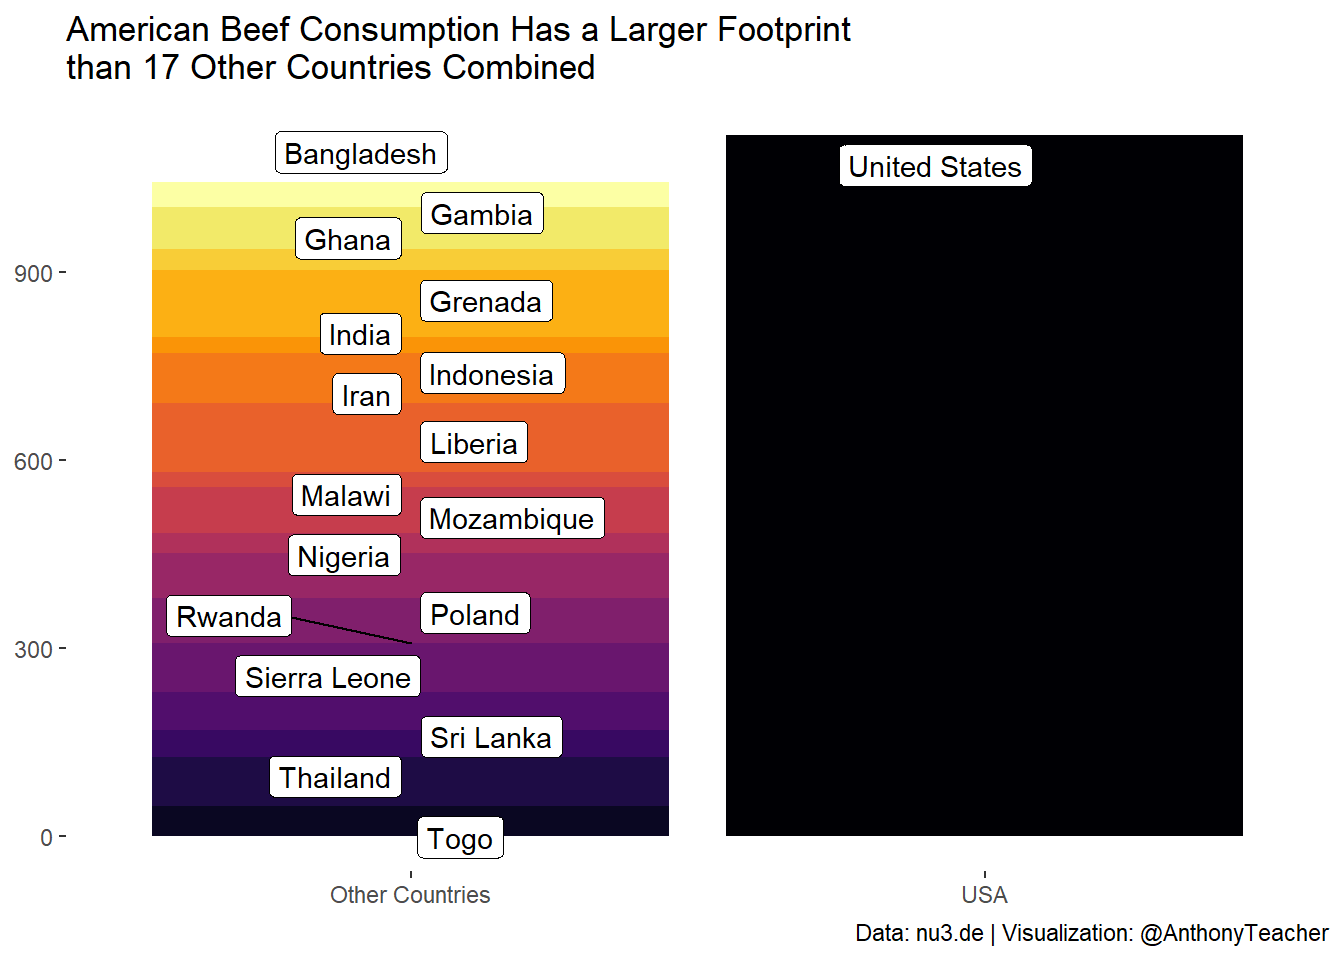 American Beef Consumption Has a Larger Footprint
than 17 Other Countries Combined
Bangladesh
United States
Gambia
Ghana
900
Grenada
India
Indonesia
Iran
Liberia
600
Malawi
Mozambique
Nigeria
Rwanda
Poland
300
Sierra Leone
Sri Lanka
Thailand
0
Togo
Other Countries
USA
Data: nu3.de | Visualization: @AnthonyTeacher